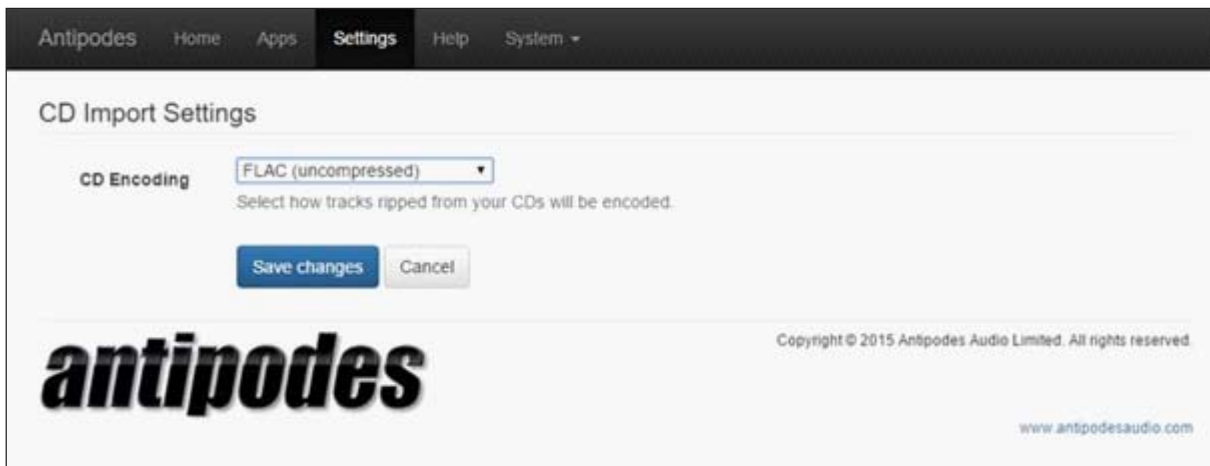 Antipodes Home Apps Settings Help System
CD Import Settings
CD Encoding FLAC (uncompressed)
Select how tracks ripped from your CDs will be encoded.
Save changes Cancel
antipodes
Copyright © 2015 Antipodes Audio Limited. All rights reserved.
www.antipodesaudio.com